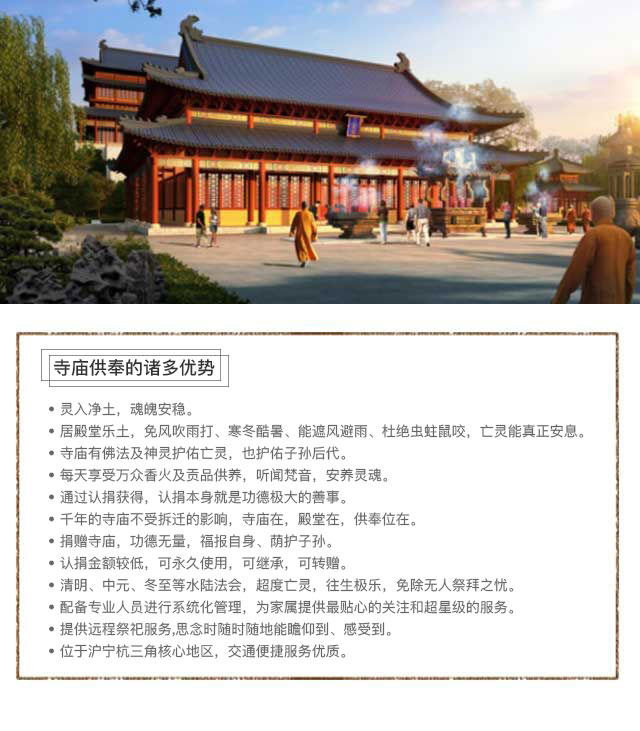 寺庙供奉的诸多优势
• 灵入净土，魂魄安稳。
• 居殿堂乐土，免风吹雨打、寒冬酷暑、能遮风避雨、杜绝虫蛀鼠咬，亡灵能真正安息。
• 寺庙有佛法及神灵护佑亡灵，也护佑子孙后代。
• 每天享受万众香火及贡品供养，听闻梵音，安养灵魂。
• 通过认捐获得，认捐本身就是功德极大的善事。
• 千年的寺庙不受拆迁的影响，寺庙在，殿堂在，供奉位在。
• 捐赠寺庙，功德无量，福报自身、荫护子孙。
• 认捐金额较低，可永久使用，可继承，可转赠。
• 清明、中元、冬至等水陆法会，超度亡灵，往生极乐，免除无人祭拜之忧。
• 配备专业人员进行系统化管理，为家属提供最贴心的关注和超星级的服务。
• 提供远程祭祀服务,思念时随时随地能瞻仰到、感受到。
• 位于沪宁杭三角核心地区，交通便捷服务优质。